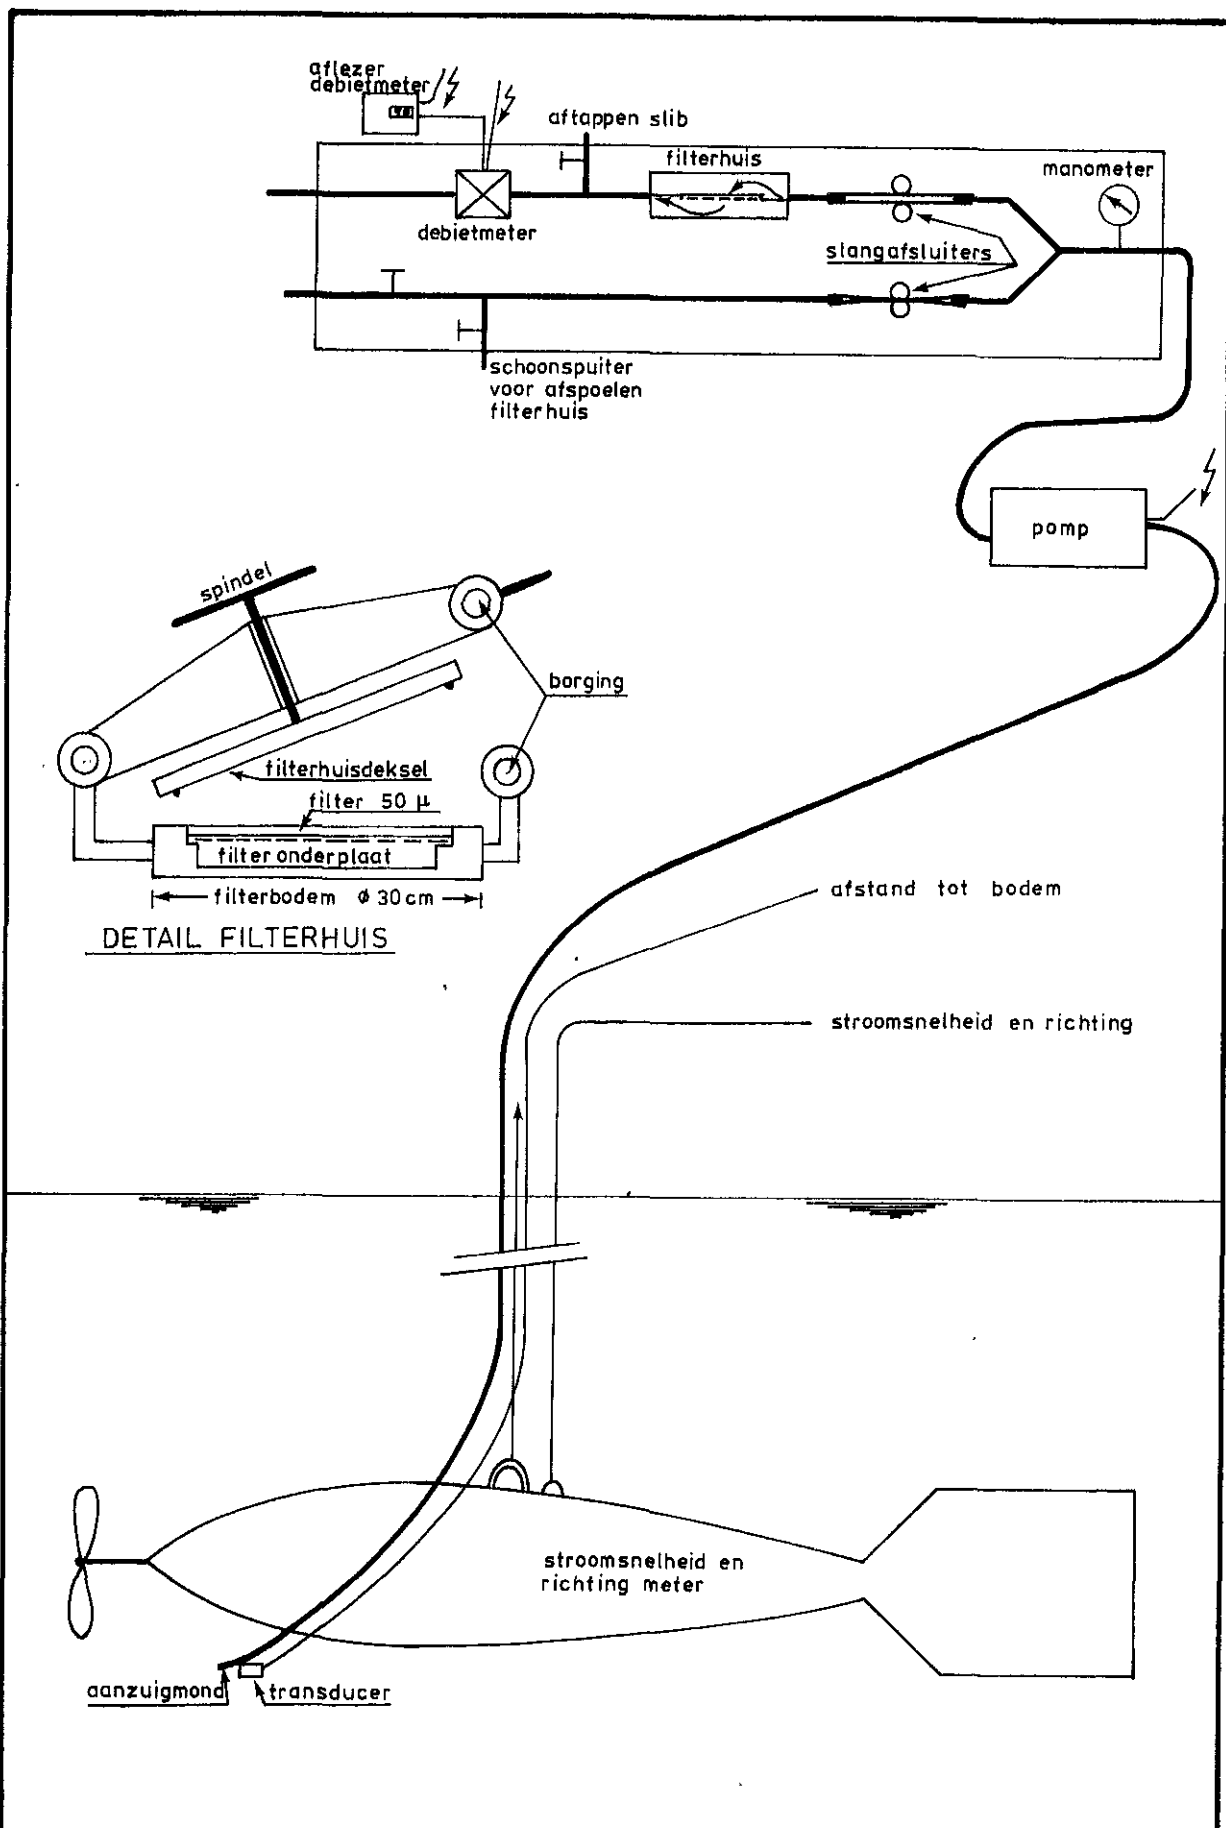 aflezer
debietmeter
aftappen slib
filterhuis
manometer
debietmeter
slangafsluiters
schoonspuiter
voor afspoelen
filterhuis
pomp
spindel
borging
filterhuisdeksel
filter 50 μ
filter onderplaat
filterbodem ϕ 30 cm
DETAIL FILTERHUIS
afstand tot bodem
stroomsnelheid en richting
stroomsnelheid en
richting meter
aanzuigmond
transducer